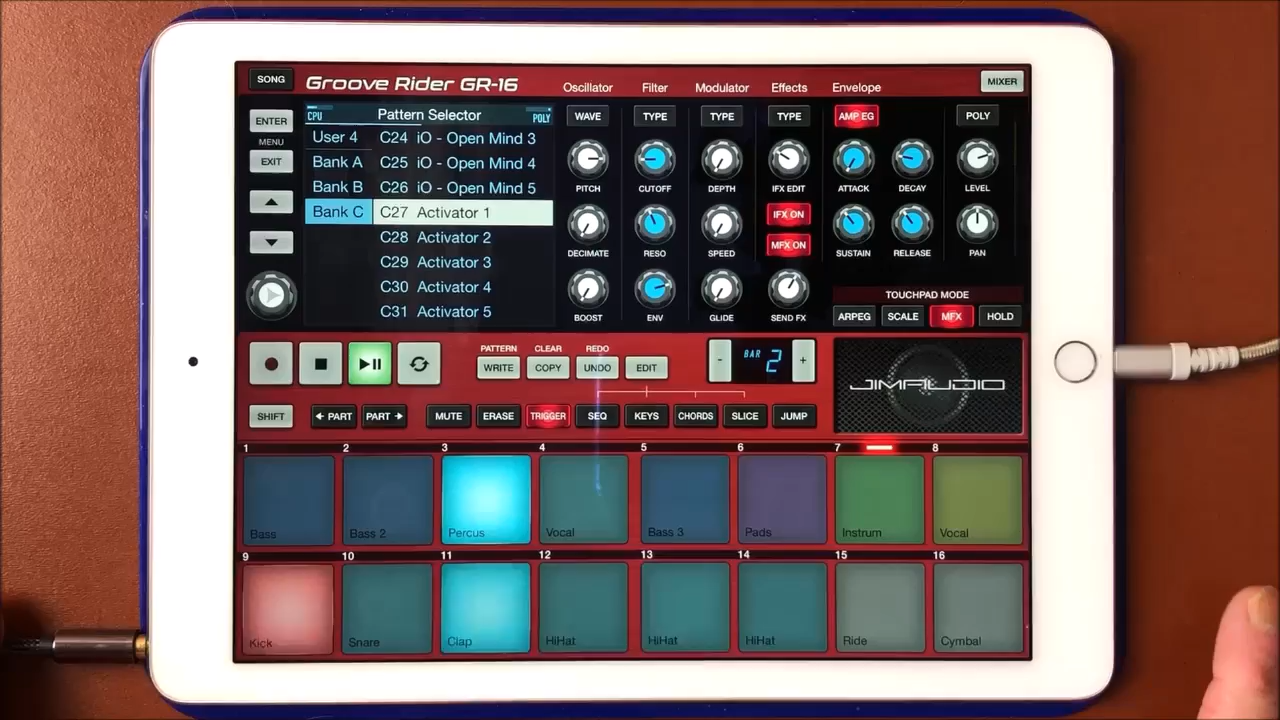 SONG
Groove Rider GR-16
Oscillator Filter Modulator Effects Envelope
MIXER
ENTER
MENU
EXIT
CPU Pattern Selector POLY
User 4 C24 iO - Open Mind 3
Bank A C25 iO - Open Mind 4
Bank B C26 iO - Open Mind 5
Bank C C27 Activator 1
C28 Activator 2
C29 Activator 3
C30 Activator 4
C31 Activator 5
WAVE TYPE TYPE TYPE AMP EG POLY
PITCH CUTOFF DEPTH IFX EDIT ATTACK DECAY LEVEL
IFX ON
MFX ON
DECIMATE RESO SPEED SUSTAIN RELEASE PAN
BOOST ENV GLIDE SEND FX
TOUCHPAD MODE
ARPEG SCALE MFX HOLD
PATTERN CLEAR REDO
WRITE COPY UNDO EDIT
- BAR 2 +
JIMAUDIO
SHIFT PART PART MUTE ERASE TRIGGER SEQ KEYS CHORDS SLICE JUMP
1 2 3 4 5 6 7 8
Bass Bass 2 Percus Vocal Bass 3 Pads Instrum Vocal
9 10 11 12 13 14 15 16
Kick Snare Clap HiHat HiHat HiHat Ride Cymbal